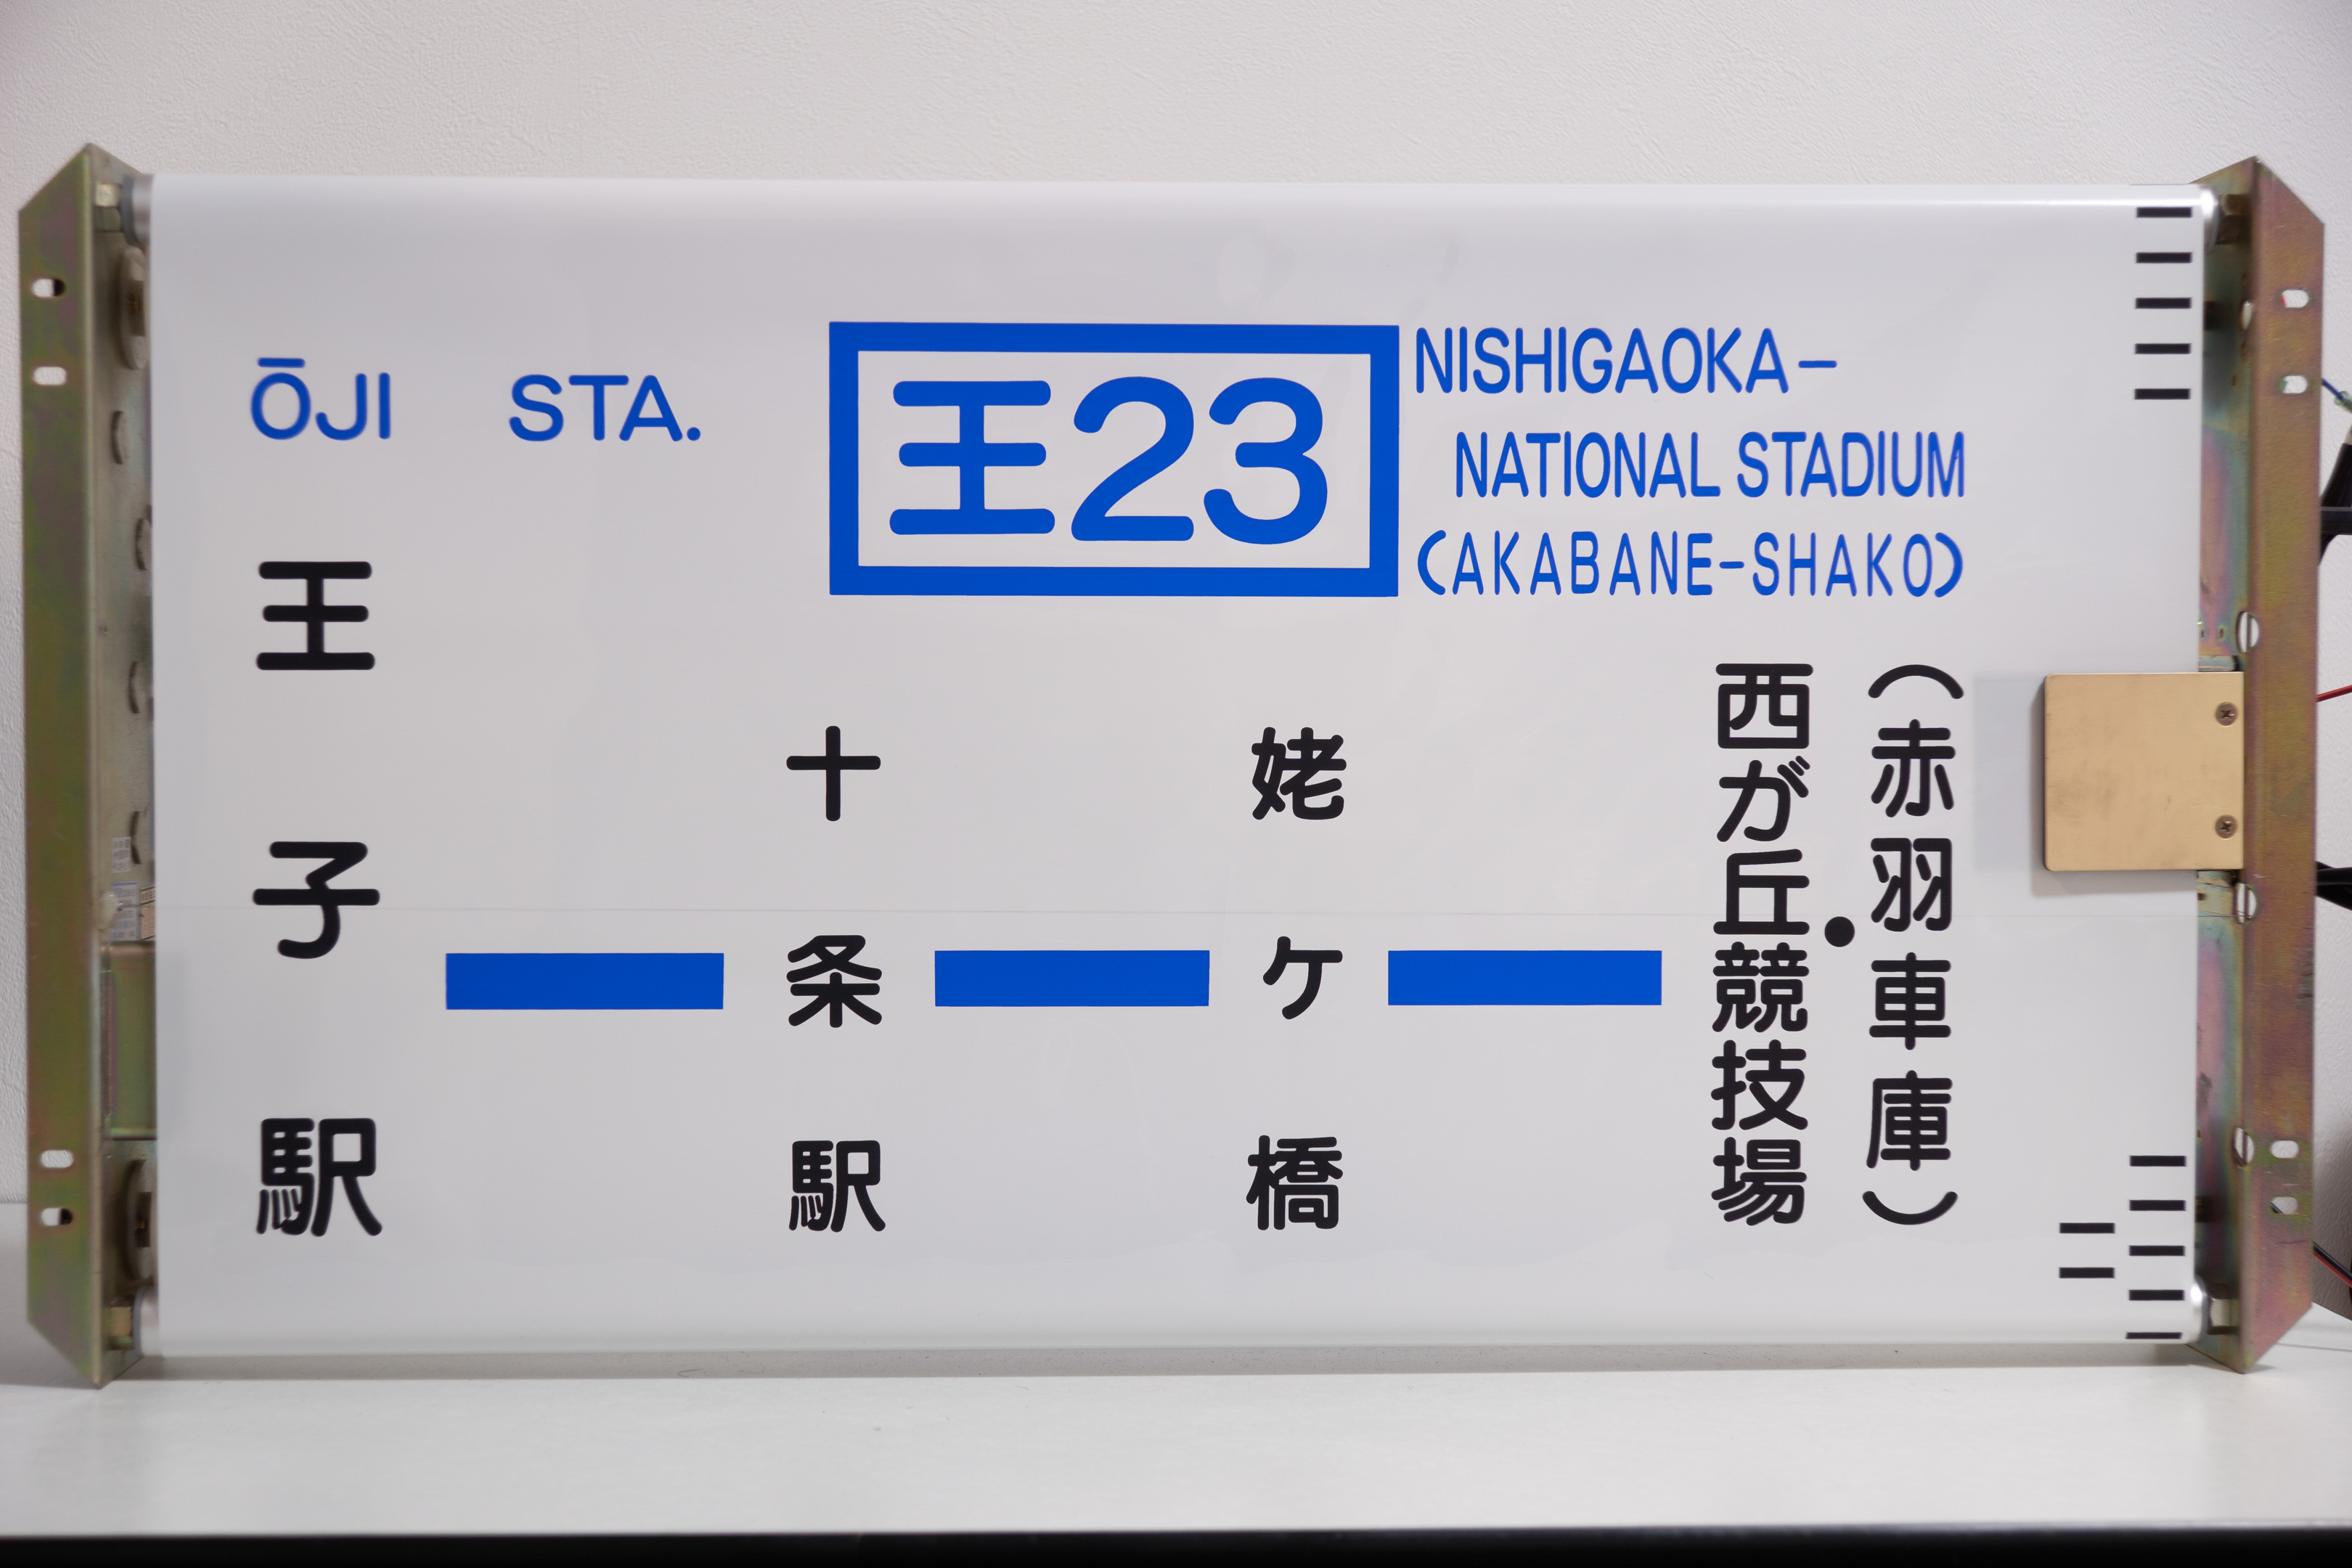 ŌJI STA.
王23
NISHIGAOKA–
NATIONAL STADIUM
(AKABANE-SHAKO)
王子駅
十条駅
姥ケ橋
西が丘競技場・
(赤羽車庫)